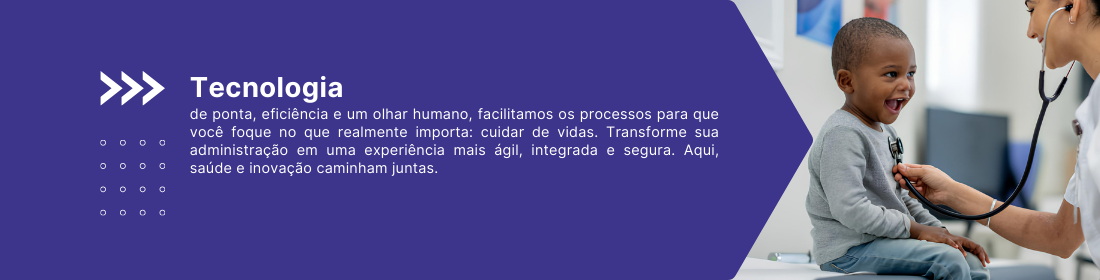 Tecnologia
de ponta, eficiência e um olhar humano, facilitamos os processos para que
você foque no que realmente importa: cuidar de vidas. Transforme sua
administração em uma experiência mais ágil, integrada e segura. Aqui,
saúde e inovação caminham juntas.